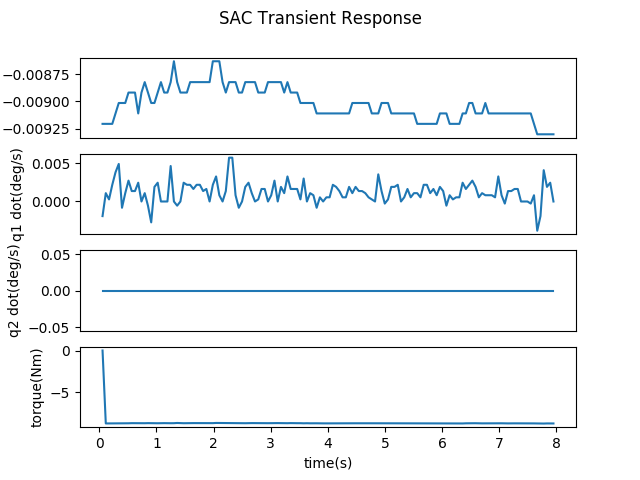 SAC Transient Response
−0.00875
−0.00900
−0.00925
q1 dot(deg/s)
0.005
0.000
q2 dot(deg/s)
0.05
0.00
−0.05
torque(Nm)
0
−5
0 1 2 3 4 5 6 7 8
time(s)